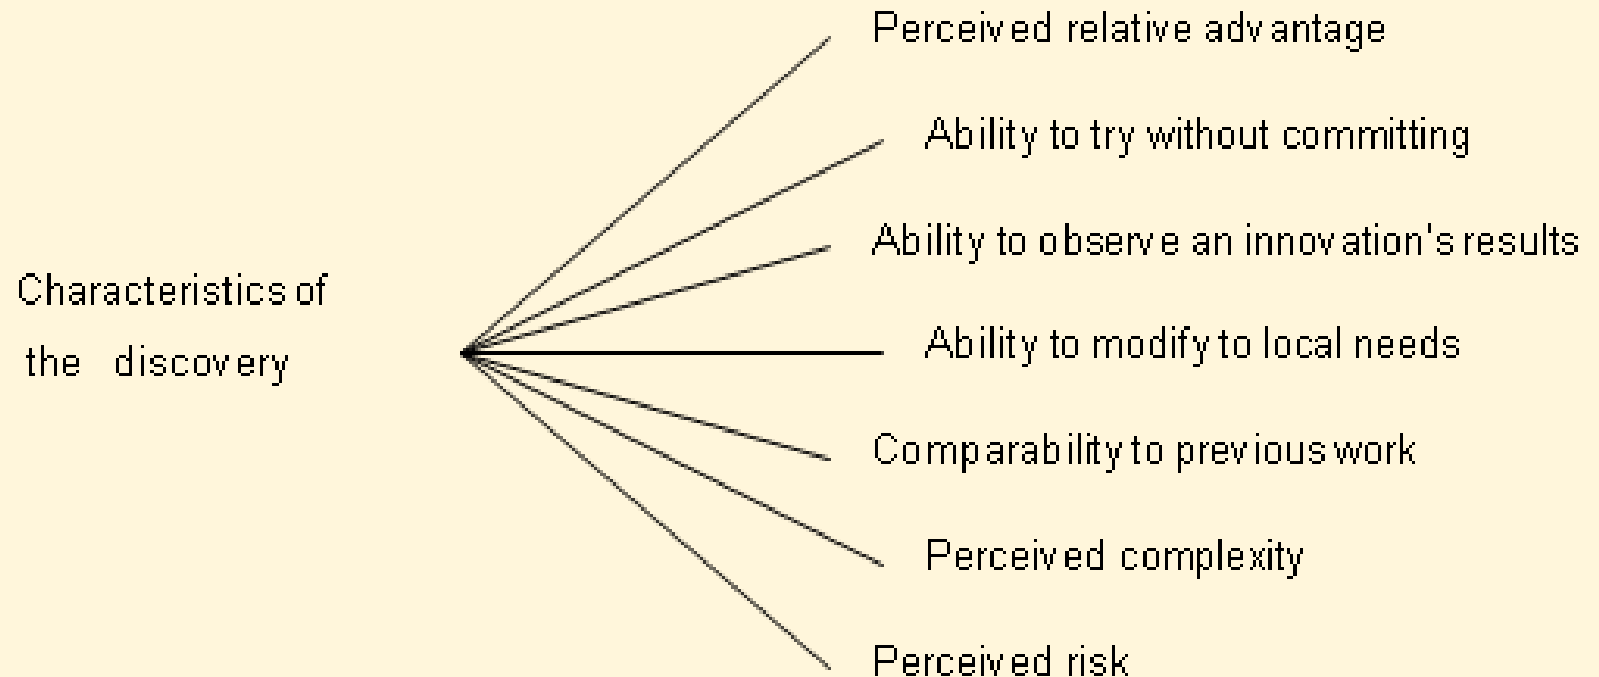 Perceived relative advantage
Ability to try without committing
Ability to observe an innovation's results
Characteristics of
the discovery
Ability to modify to local needs
Comparability to previous work
Perceived complexity
Perceived risk